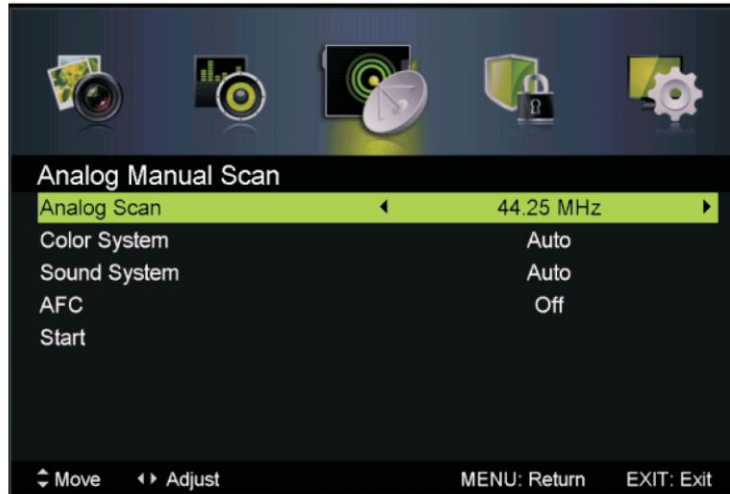 Analog Manual Scan
Analog Scan 44.25 MHz
Color System Auto
Sound System Auto
AFC Off
Start
Move Adjust MENU: Return EXIT: Exit